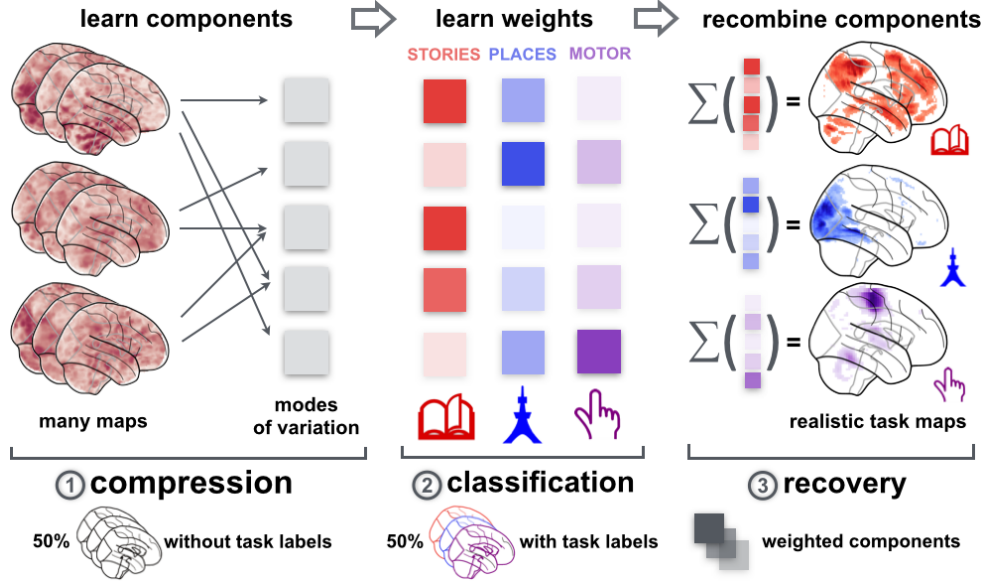 learn components
learn weights
recombine components
STORIES PLACES MOTOR
∑( ) =
∑( ) =
∑( ) =
many maps
modes
of variation
realistic task maps
1 compression
2 classification
3 recovery
50% without task labels
50% with task labels
weighted components